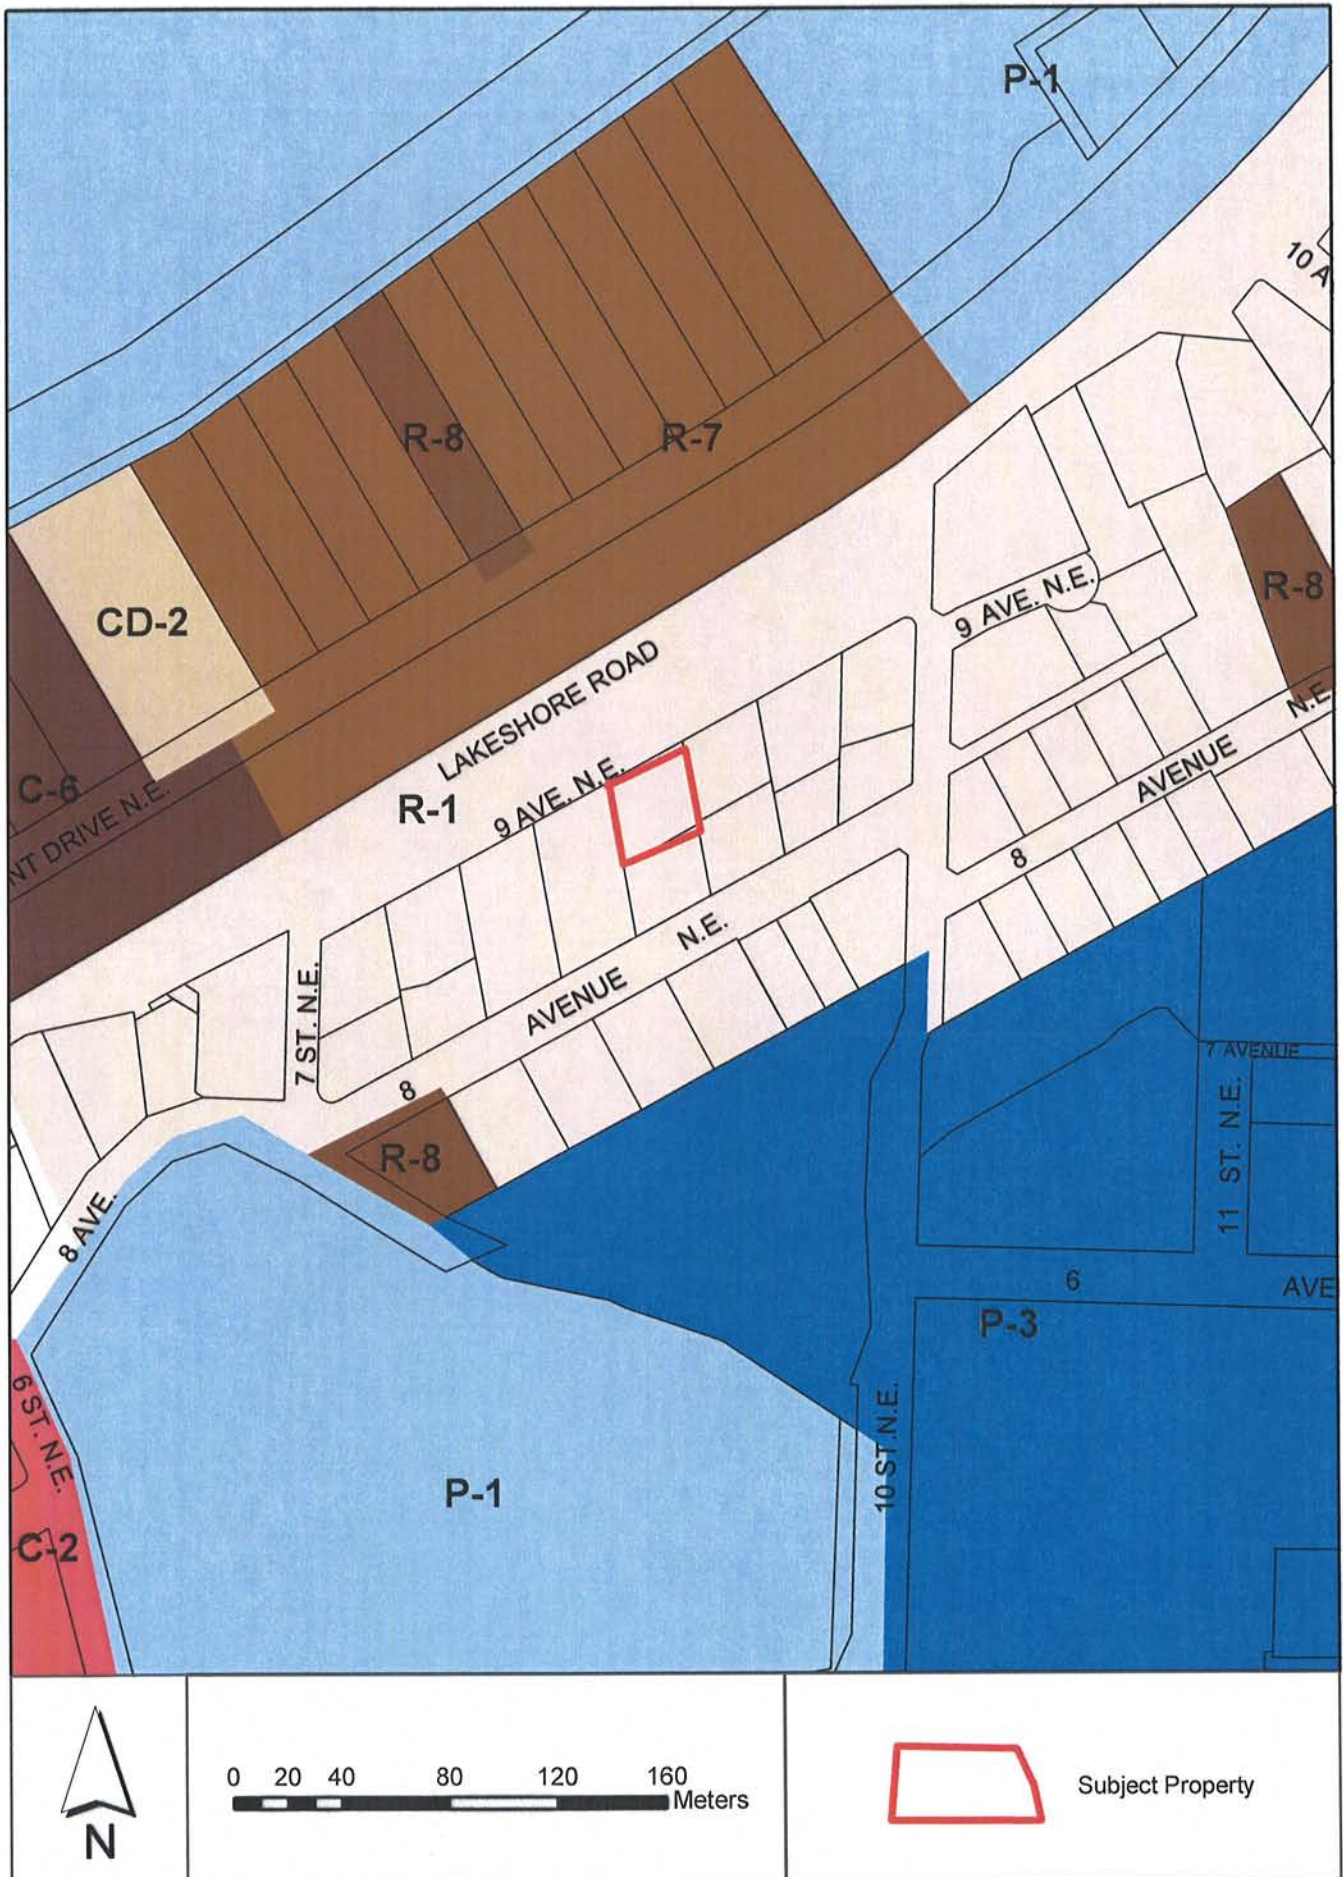 P-1
10 A
R-8
R-7
R-8
9 AVE. N.E.
CD-2
LAKESHORE ROAD
N.E.
C-6
AVENUE
NT DRIVE N.E.
R-1
9 AVE. N.E.
8
N.E.
AVENUE
7 ST. N.E.
8
7 AVENUE
R-8
11 ST. N.E.
8 AVE.
6
AVE
P-3
6 ST. N.E.
10 ST.N.E.
P-1
C-2
N
0 20 40 80 120 160
Meters
Subject Property